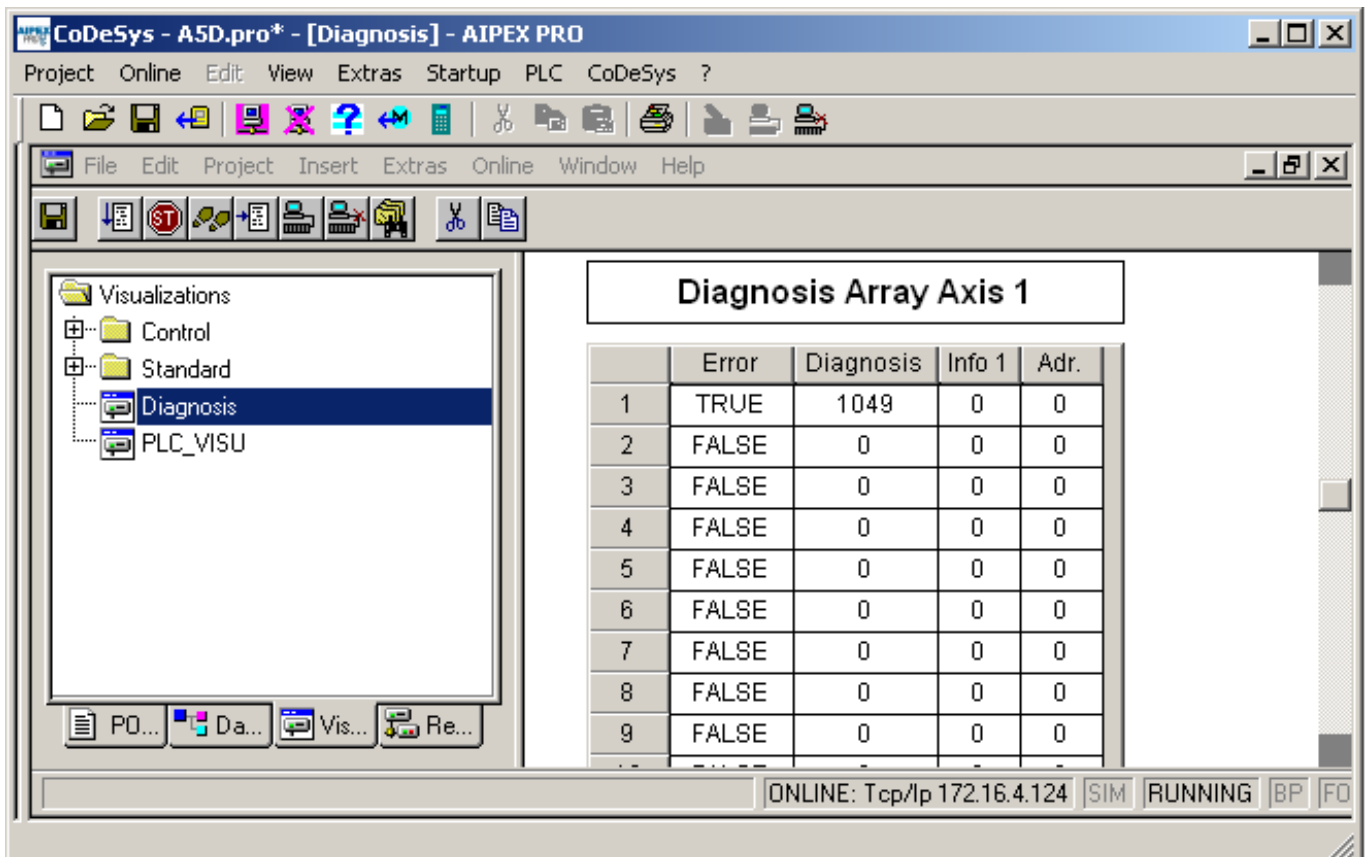 CoDeSys - A5D.pro* - [Diagnosis] - AIPEX PRO
Project Online Edit View Extras Startup PLC CoDeSys ?
File Edit Project Insert Extras Online Window Help
ST
Visualizations
Control
Standard
Diagnosis
PLC_VISU
PO... Da... Vis... Re...
Diagnosis Array Axis 1
Error Diagnosis Info 1 Adr.
1 TRUE 1049 0 0
2 FALSE 0 0 0
3 FALSE 0 0 0
4 FALSE 0 0 0
5 FALSE 0 0 0
6 FALSE 0 0 0
7 FALSE 0 0 0
8 FALSE 0 0 0
9 FALSE 0 0 0
ONLINE: Tcp/Ip 172.16.4.124 SIM RUNNING BP FO